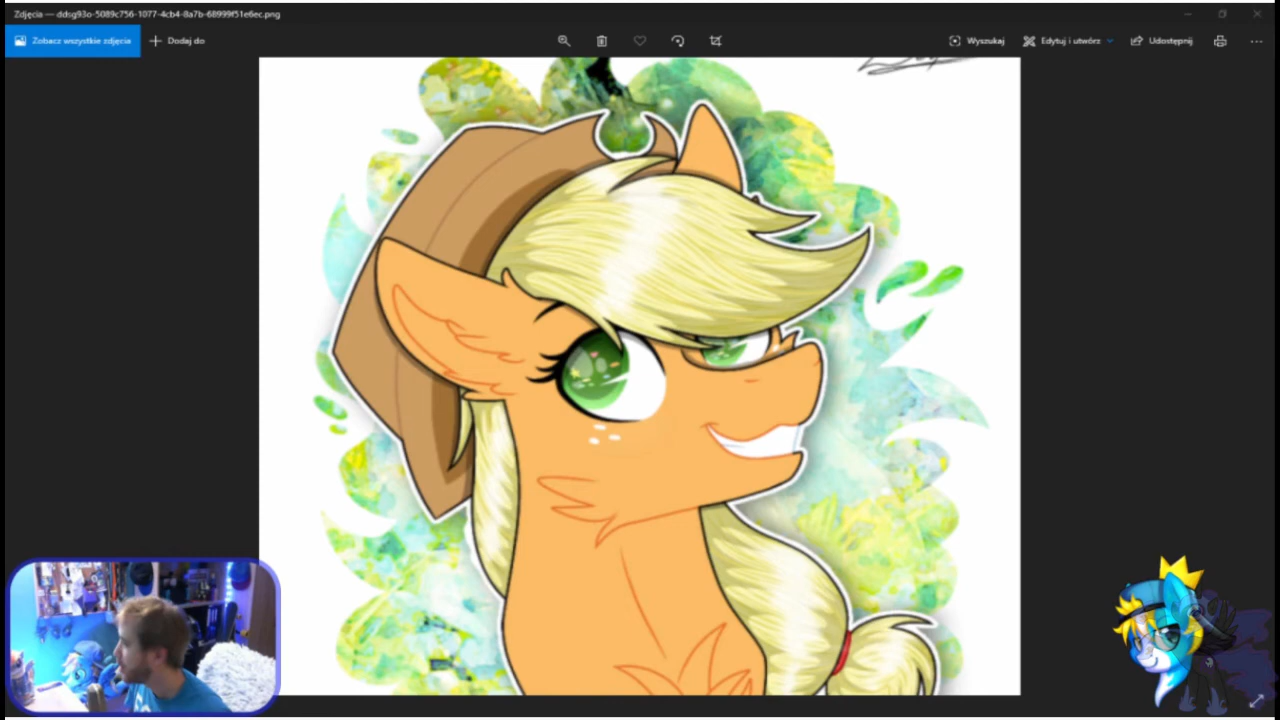 Zdjęcia — ddsg93o-5089c756-1077-4cb4-8a7b-68999f51e6ec.png
Zobacz wszystkie zdjęcia
Dodaj do
Wyszukaj
Edytuj i utwórz
Udostępnij